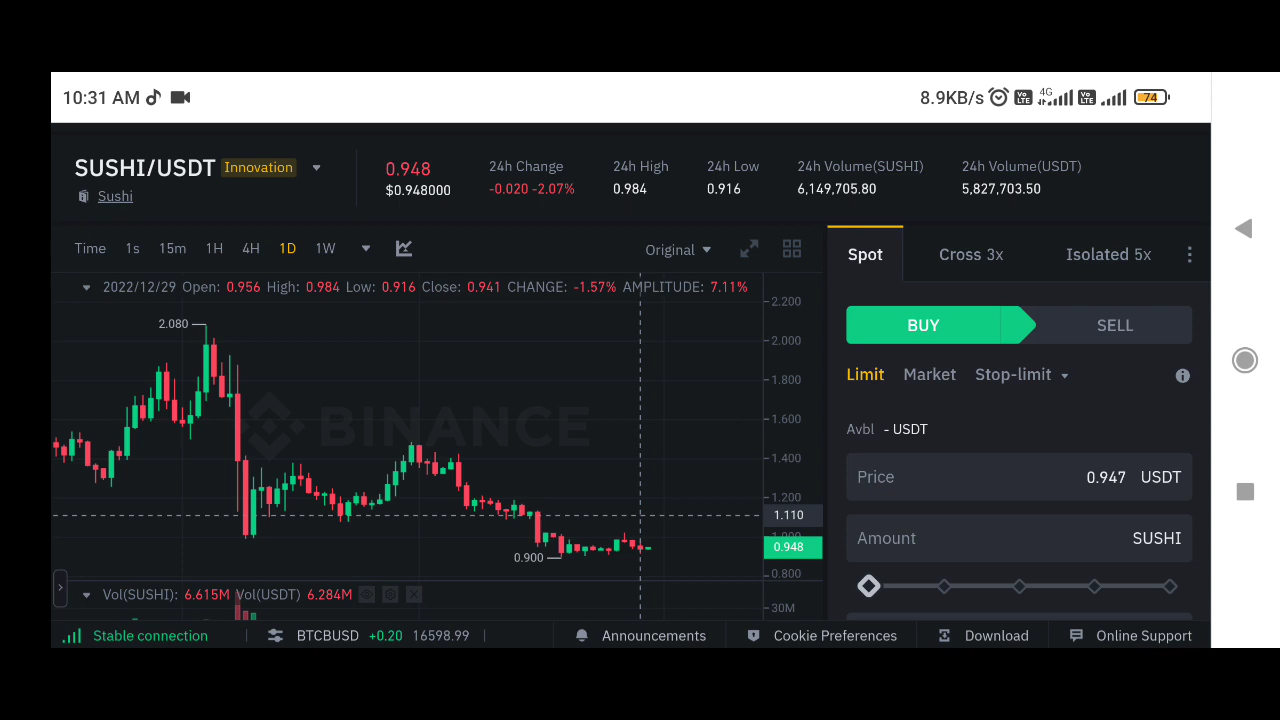 10:31 AM 8.9KB/s Vo LTE 4G Vo LTE 74
SUSHI/USDT Innovation 0.948 24h Change 24h High 24h Low 24h Volume(SUSHI) 24h Volume(USDT)
Sushi $0.948000 -0.020 -2.07% 0.984 0.916 6,149,705.80 5,827,703.50
Time 1s 15m 1H 4H 1D 1W Original
Spot Cross 3x Isolated 5x
2022/12/29 Open: 0.956 High: 0.984 Low: 0.916 Close: 0.941 CHANGE: -1.57% AMPLITUDE: 7.11%
2.200
2.080
2.000
1.800
1.600
1.400
1.200
1.110
1.000
0.948
0.900
0.800
BINANCE
BUY SELL
Limit Market Stop-limit
Avbl - USDT
Price 0.947 USDT
Amount SUSHI
Vol(SUSHI): 6.615M Vol(USDT) 6.284M
30M
Stable connection BTCBUSD +0.20 16598.99 Announcements Cookie Preferences Download Online Support